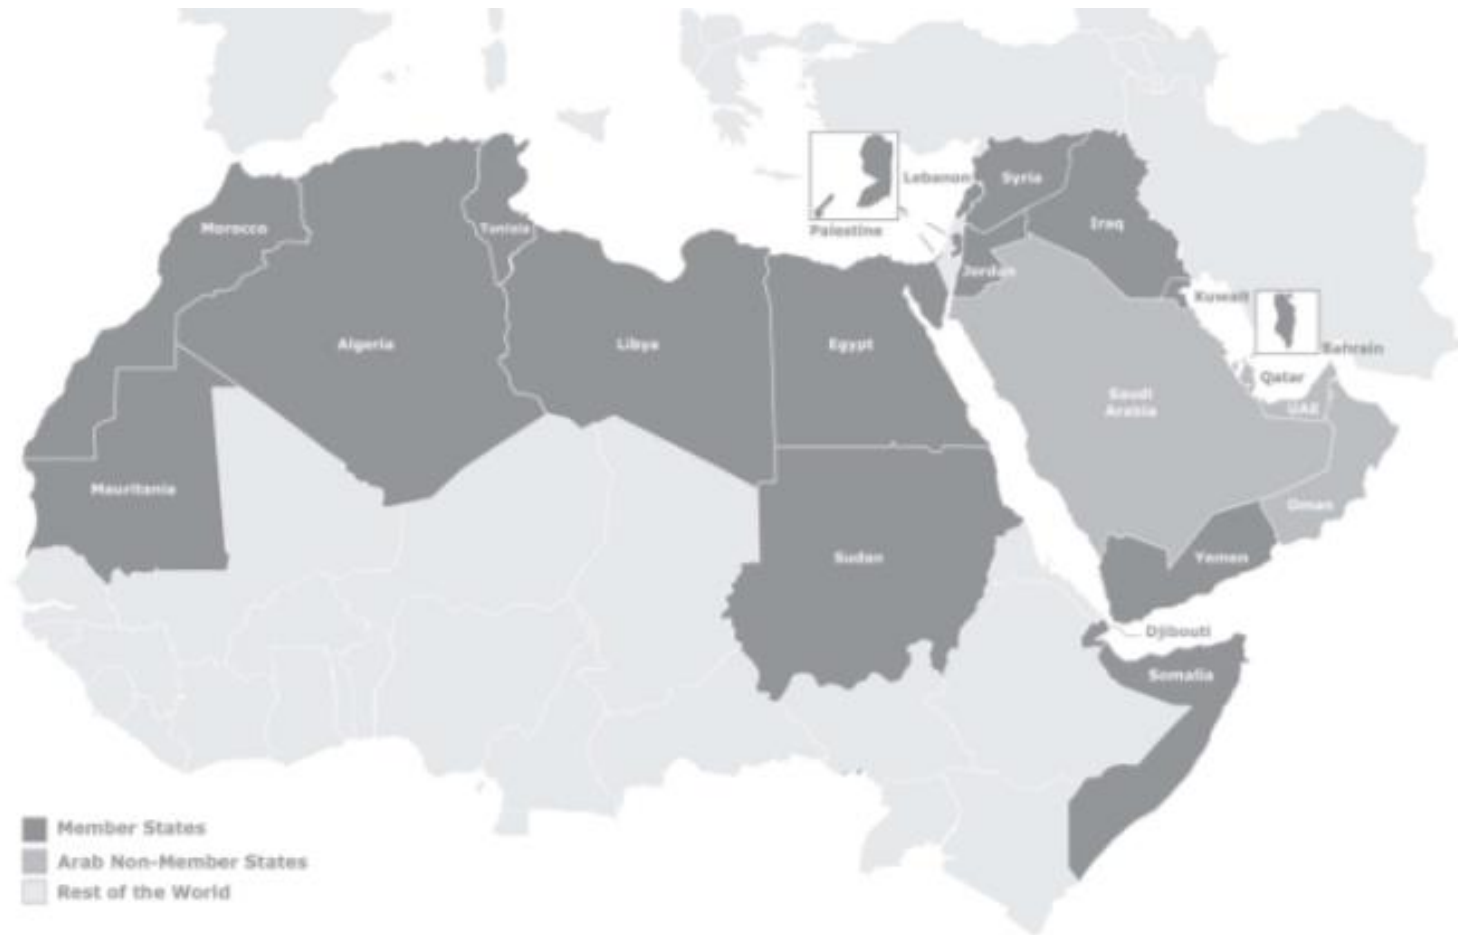 Lebanon
Syria
Morocco
Tunisia
Palestine
Iraq
Jordan
Kuwait
Algeria
Libya
Egypt
Bahrain
Qatar
Saudi
Arabia
UAE
Mauritania
Oman
Sudan
Yemen
Djibouti
Somalia
Member States
Arab Non-Member States
Rest of the World